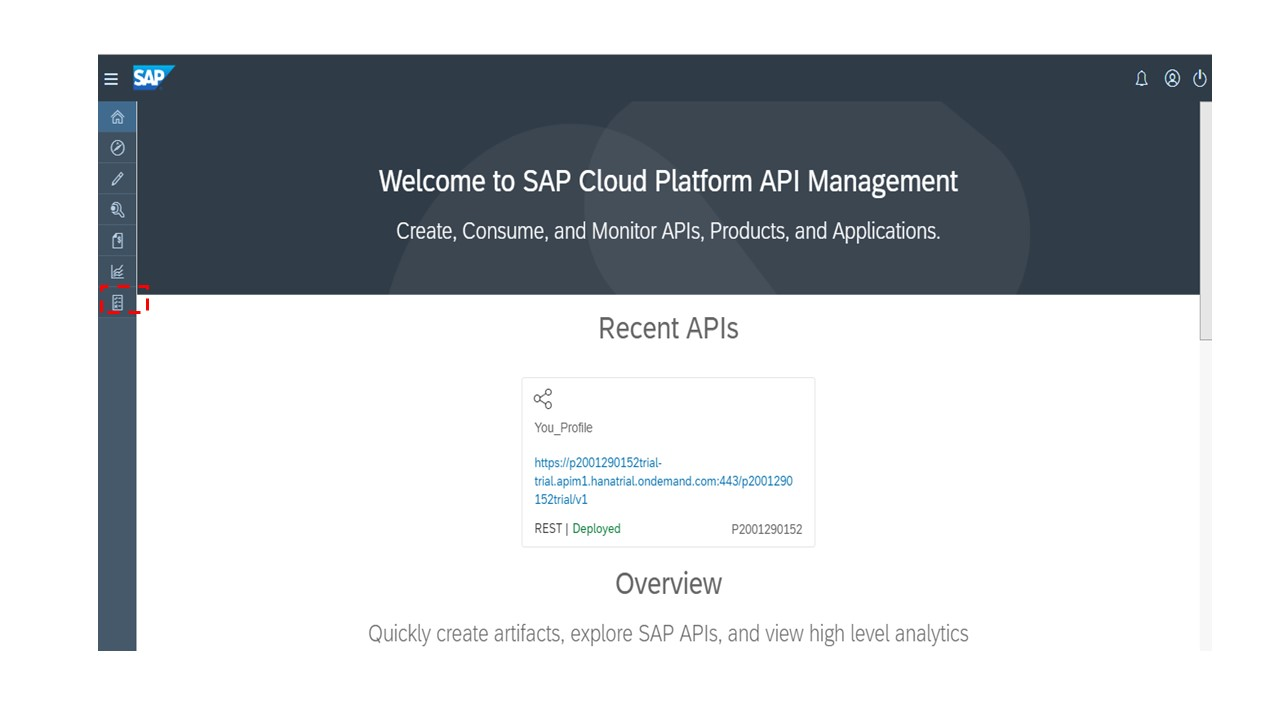 SAP
Welcome to SAP Cloud Platform API Management
Create, Consume, and Monitor APIs, Products, and Applications.
Recent APIs
You_Profile
https://p2001290152trial-
trial.apim1.hanatrial.ondemand.com:443/p2001290
152trial/v1
REST | Deployed P2001290152
Overview
Quickly create artifacts, explore SAP APIs, and view high level analytics